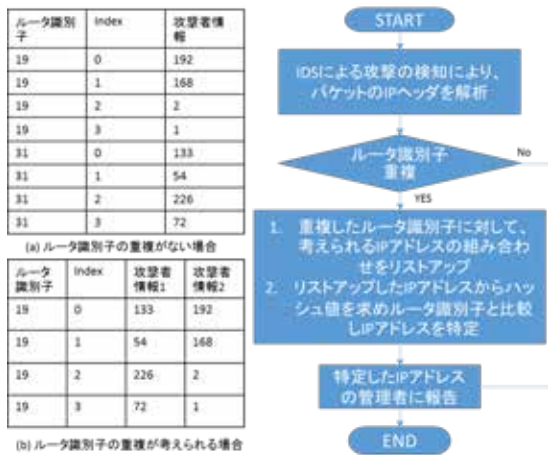 ルータ識別子 Index 攻撃者情報
19 0 192
19 1 168
19 2 2
19 3 1
31 0 133
31 1 54
31 2 226
31 3 72
(a) ルータ識別子の重複がない場合
ルータ識別子 Index 攻撃者情報1 攻撃者情報2
19 0 133 192
19 1 54 168
19 2 226 2
19 3 72 1
(b) ルータ識別子の重複が考えられる場合
START
IDSによる攻撃の検知により、
パケットのIPヘッダを解析
ルータ識別子
重複
No
YES
1. 重複したルータ識別子に対して、
考えられるIPアドレスの組み合わ
せをリストアップ
2. リストアップしたIPアドレスからハッ
シュ値を求めルータ識別子と比較
しIPアドレスを特定
特定したIPアドレス
の管理者に報告
END